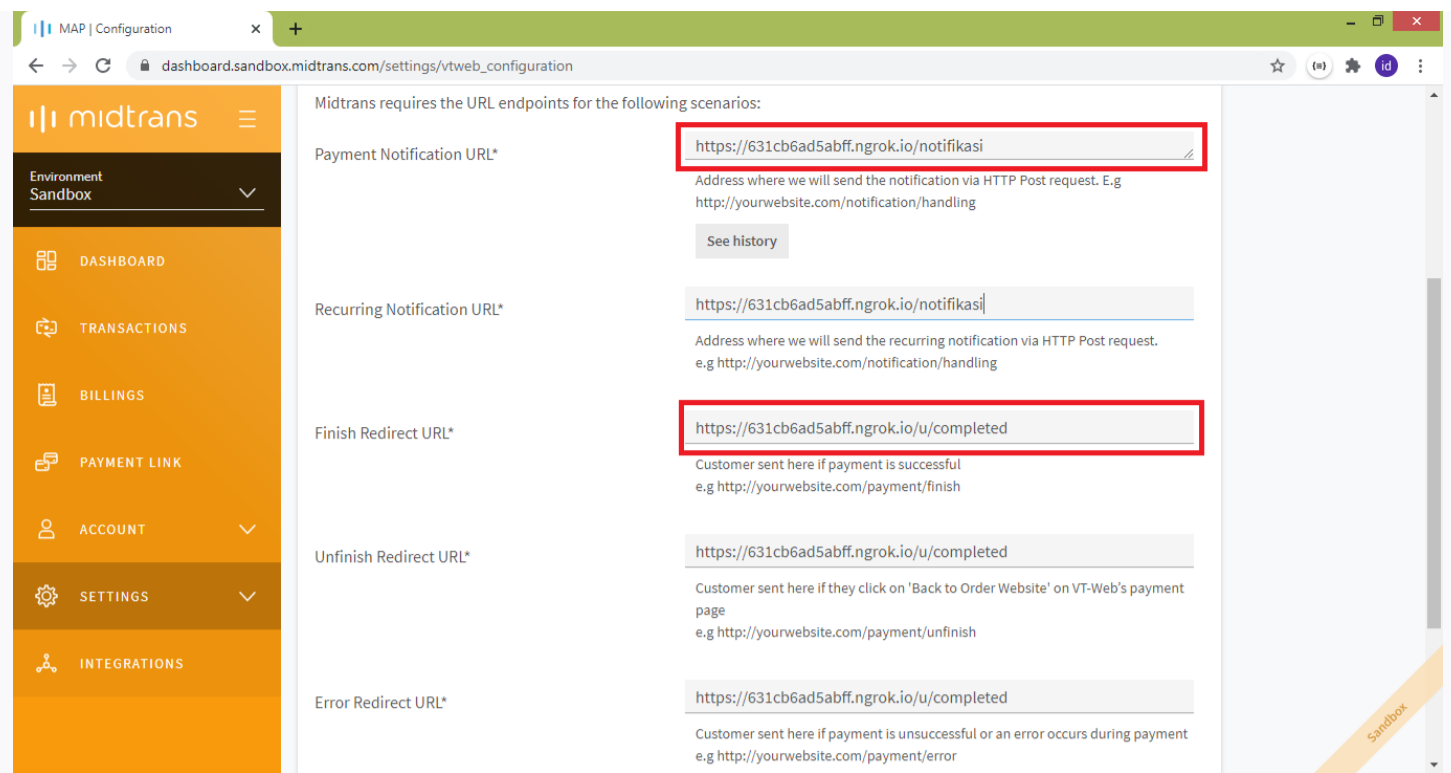 MAP | Configuration
dashboard.sandbox.midtrans.com/settings/vtweb_configuration
id
midtrans
Environment
Sandbox
DASHBOARD
TRANSACTIONS
BILLINGS
PAYMENT LINK
ACCOUNT
SETTINGS
INTEGRATIONS
Midtrans requires the URL endpoints for the following scenarios:
Payment Notification URL*
https://631cb6ad5abff.ngrok.io/notifikasi
Address where we will send the notification via HTTP Post request. E.g
http://yourwebsite.com/notification/handling
See history
Recurring Notification URL*
https://631cb6ad5abff.ngrok.io/notifikasi
Address where we will send the recurring notification via HTTP Post request.
e.g http://yourwebsite.com/notification/handling
Finish Redirect URL*
https://631cb6ad5abff.ngrok.io/u/completed
Customer sent here if payment is successful
e.g http://yourwebsite.com/payment/finish
Unfinish Redirect URL*
https://631cb6ad5abff.ngrok.io/u/completed
Customer sent here if they click on 'Back to Order Website' on VT-Web's payment
page
e.g http://yourwebsite.com/payment/unfinish
Error Redirect URL*
https://631cb6ad5abff.ngrok.io/u/completed
Customer sent here if payment is unsuccessful or an error occurs during payment
e.g http://yourwebsite.com/payment/error
Sandbox